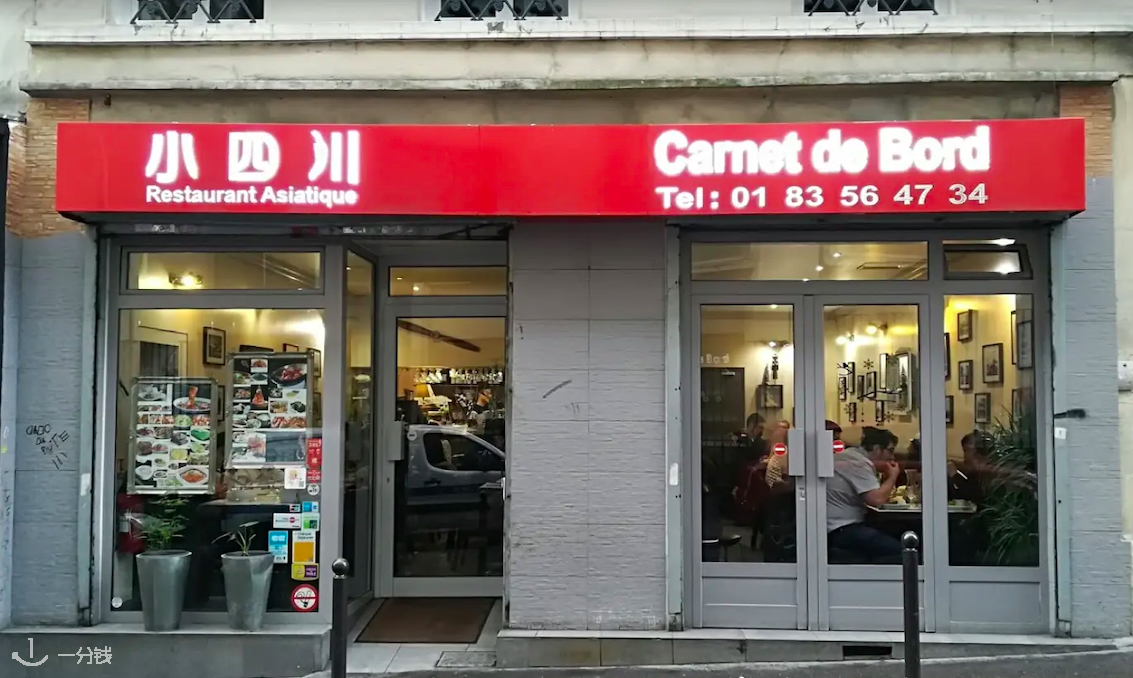 小四川
Restaurant Asiatique
Carnet de Bord
Tel: 01 83 56 47 34
一分钱